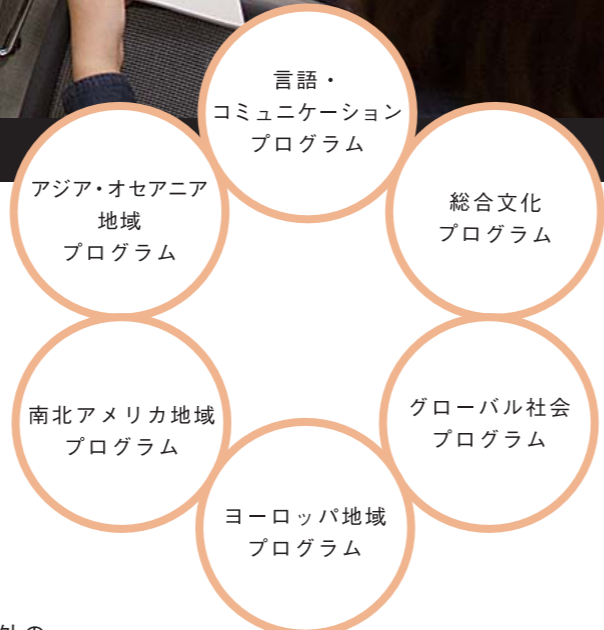 言語・
コミュニケーション
プログラム
総合文化
プログラム
アジア・オセアニア
地域
プログラム
グローバル社会
プログラム
南北アメリカ地域
プログラム
ヨーロッパ地域
プログラム